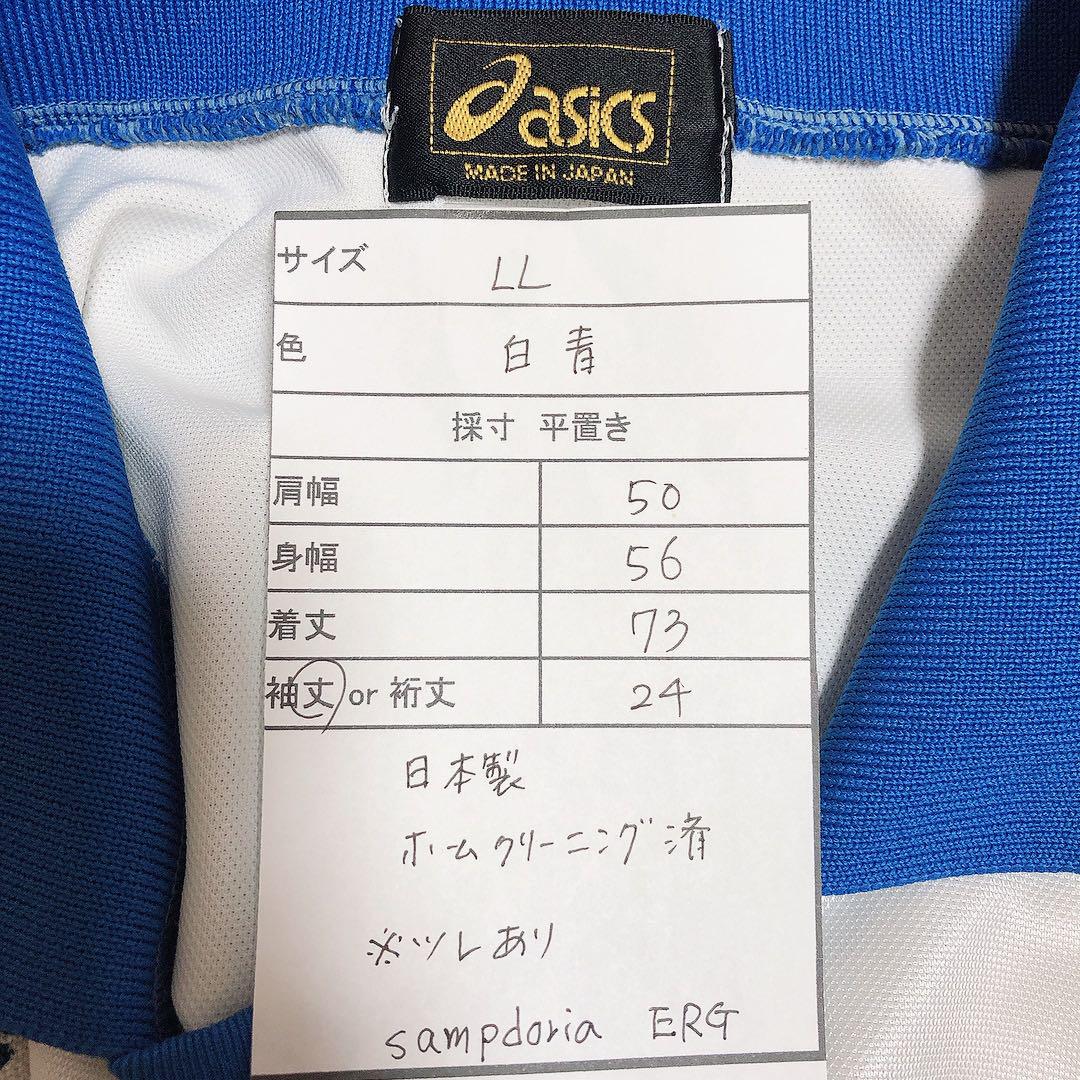 asics
MADE IN JAPAN
サイズ LL
色 白青
採寸 平置き
肩幅 50
身幅 56
着丈 73
袖丈 or 裄丈 24
日本製
ホームクリーニング済
※ツレあり
sampdoria ERG